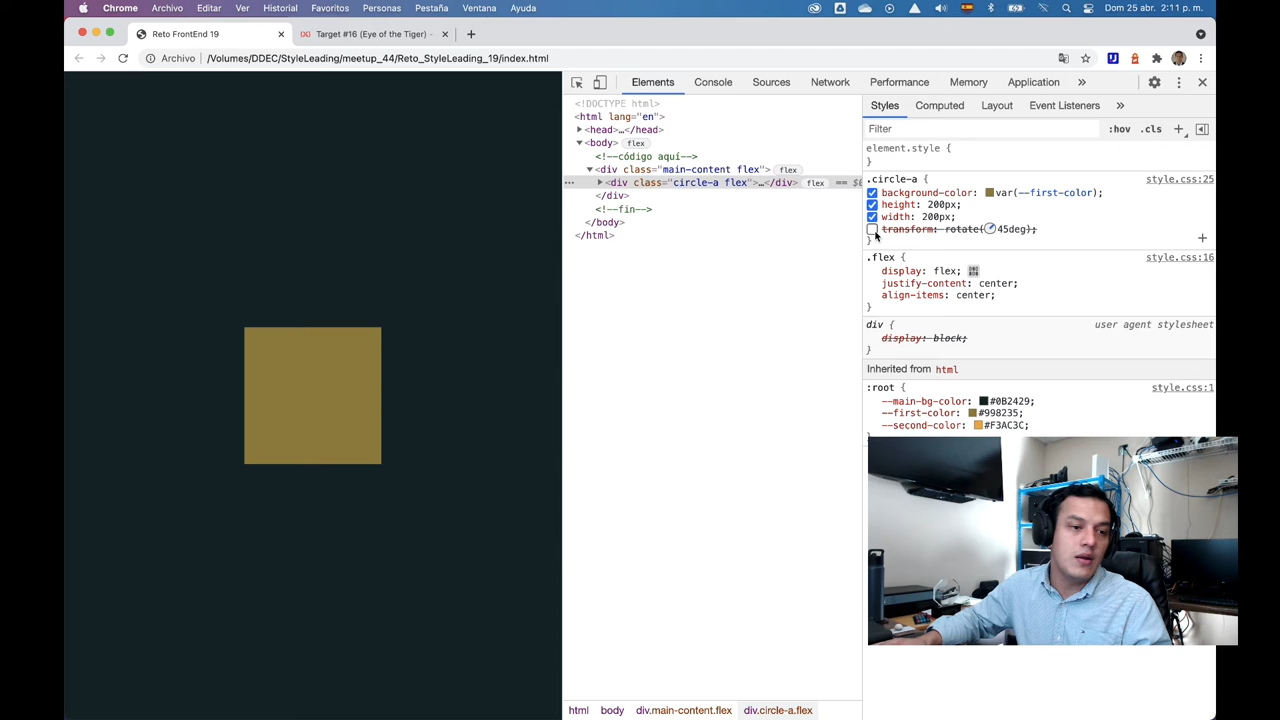 Chrome Archivo Editar Ver Historial Favoritos Personas Pestaña Ventana Ayuda Dom 25 abr. 2:11 p. m.
Reto FrontEnd 19
Target #16 (Eye of the Tiger) -
Archivo /Volumes/DDEC/StyleLeading/meetup_44/Reto_StyleLeading_19/index.html
Elements Console Sources Network Performance Memory Application »
<!DOCTYPE html>
<html lang="en">
<head>…</head>
<body> flex
<!--código aquí-->
<div class="main-content flex"> flex
<div class="circle-a flex">…</div> flex == $0
</div>
<!--fin-->
</body>
</html>
html body div.main-content.flex div.circle-a.flex
Styles Computed Layout Event Listeners »
Filter :hov .cls +
element.style {
}
.circle-a { style.css:25
background-color: var(--first-color);
height: 200px;
width: 200px;
transform: rotate( 45deg);
}
.flex { style.css:16
display: flex;
justify-content: center;
align-items: center;
}
div { user agent stylesheet
display: block;
}
Inherited from html
:root { style.css:1
--main-bg-color: #0B2429;
--first-color: #998235;
--second-color: #F3AC3C;